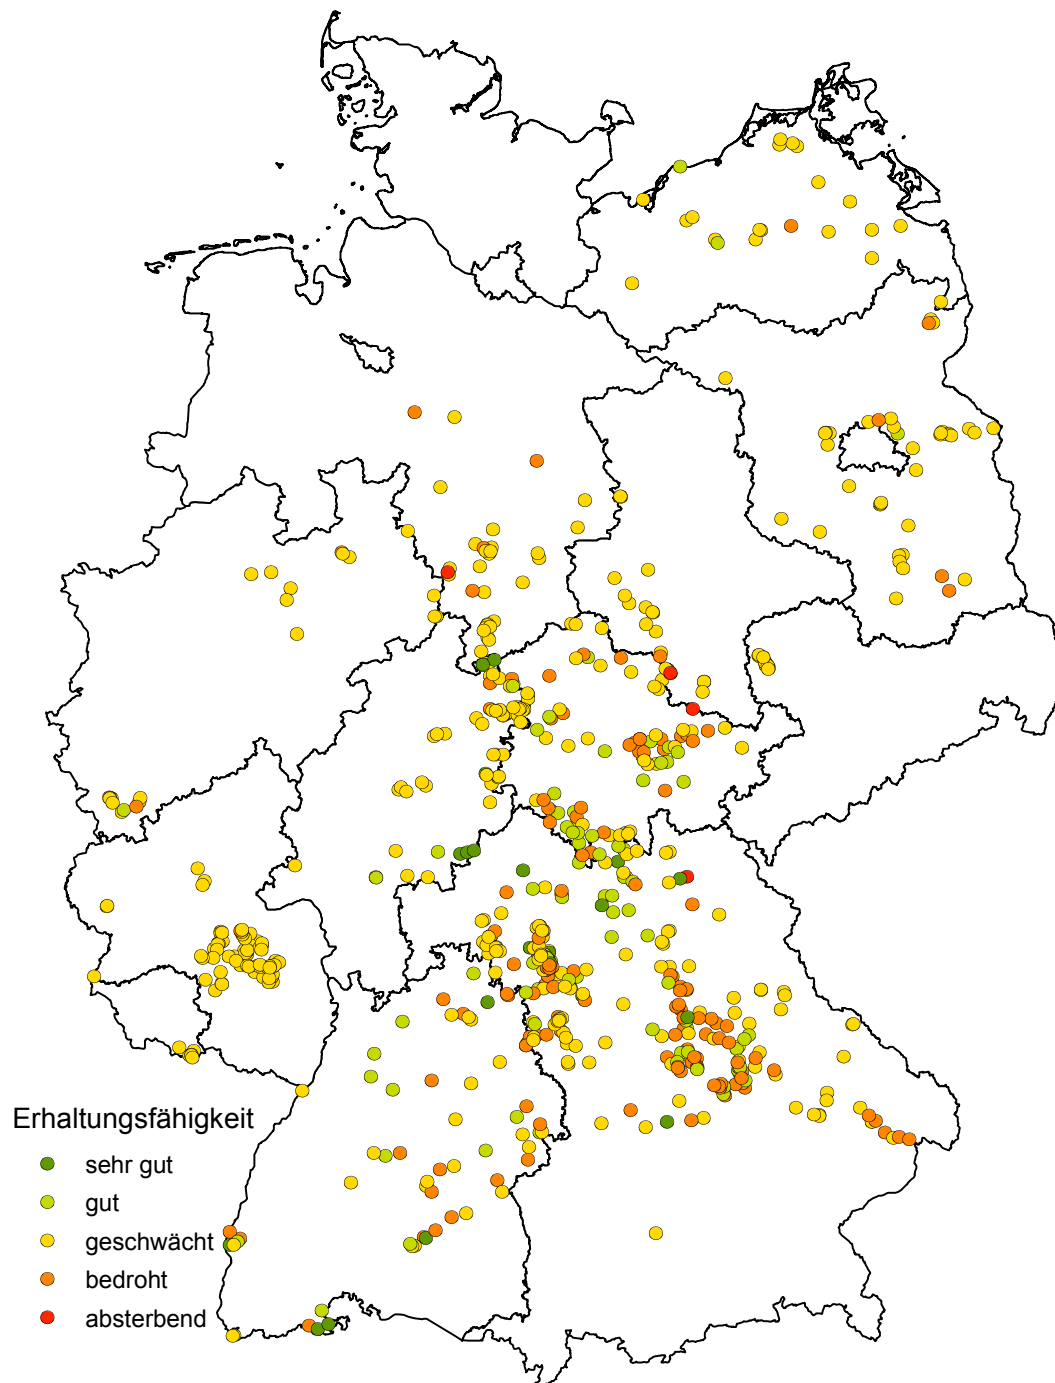 Erhaltungsfähigkeit
sehr gut
gut
geschwächt
bedroht
absterbend